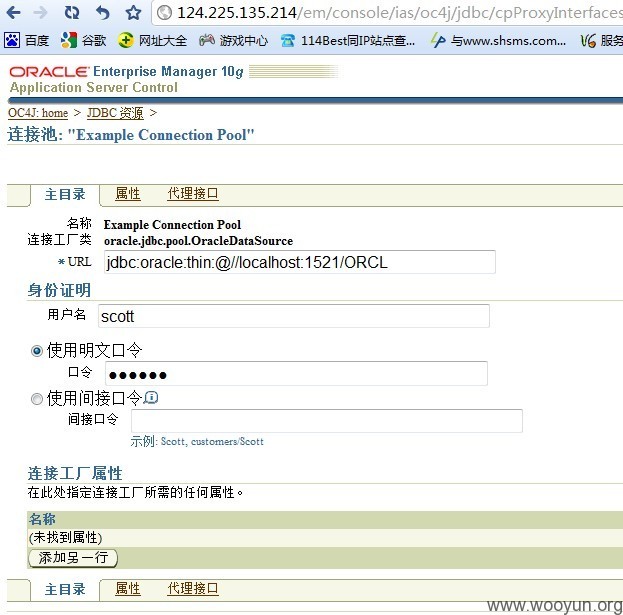 124.225.135.214/em/console/ias/oc4j/jdbc/cpProxyInterfaces
百度 谷歌 网址大全 游戏中心 114Best同IP站点查... 与www.shsms.com... 服务
ORACLE Enterprise Manager 10g
Application Server Control
OC4J: home > JDBC 资源 >
连接池: "Example Connection Pool"
主目录 属性 代理接口
名称 Example Connection Pool
连接工厂类 oracle.jdbc.pool.OracleDataSource
* URL jdbc:oracle:thin:@//localhost:1521/ORCL
身份证明
用户名 scott
使用明文口令
口令 ●●●●●●
使用间接口令
间接口令
示例: Scott, customers/Scott
连接工厂属性
在此处指定连接工厂所需的任何属性。
名称
(未找到属性)
添加另一行
主目录 属性 代理接口
www.wooyun.org